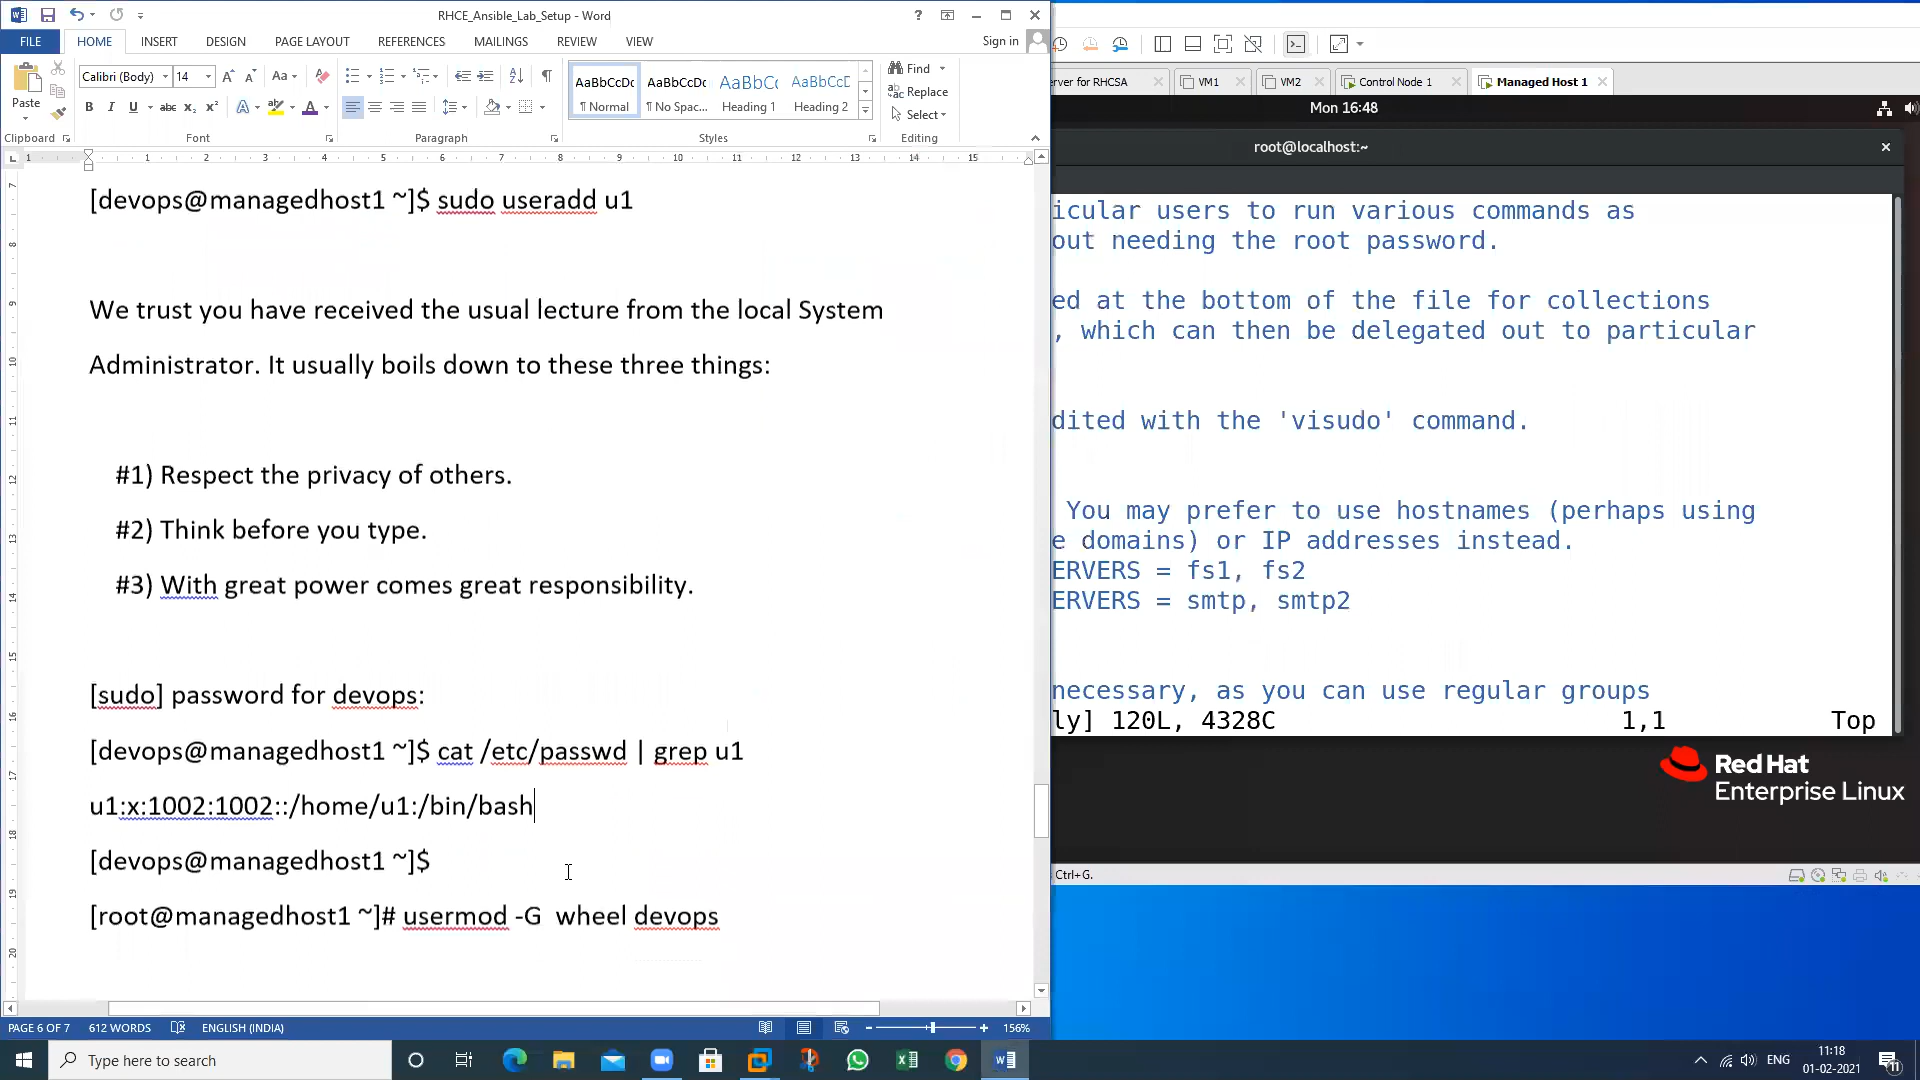 RHCE_Ansible_Lab_Setup - Word
FILE HOME INSERT DESIGN PAGE LAYOUT REFERENCES MAILINGS REVIEW VIEW Sign in
Paste
Calibri (Body) 14
AaBbCcDc AaBbCcDc AaBbCc AaBbCcD
¶ Normal ¶ No Spac... Heading 1 Heading 2
Find
Replace
Select
Clipboard Font Paragraph Styles Editing
[devops@managedhost1 ~]$ sudo useradd u1
We trust you have received the usual lecture from the local System
Administrator. It usually boils down to these three things:
#1) Respect the privacy of others.
#2) Think before you type.
#3) With great power comes great responsibility.
[sudo] password for devops:
[devops@managedhost1 ~]$ cat /etc/passwd | grep u1
u1:x:1002:1002::/home/u1:/bin/bash
[devops@managedhost1 ~]$
[root@managedhost1 ~]# usermod -G  wheel devops
PAGE 6 OF 7 612 WORDS ENGLISH (INDIA) 156%
erver for RHCSA VM1 VM2 Control Node 1 Managed Host 1
Mon 16:48
root@localhost:~
icular users to run various commands as
out needing the root password.
ed at the bottom of the file for collections
, which can then be delegated out to particular
dited with the 'visudo' command.
You may prefer to use hostnames (perhaps using
e domains) or IP addresses instead.
ERVERS = fs1, fs2
ERVERS = smtp, smtp2
necessary, as you can use regular groups
ly] 120L, 4328C 1,1 Top
Red Hat
Enterprise Linux
Ctrl+G.
Type here to search
ENG
11:18
01-02-2021